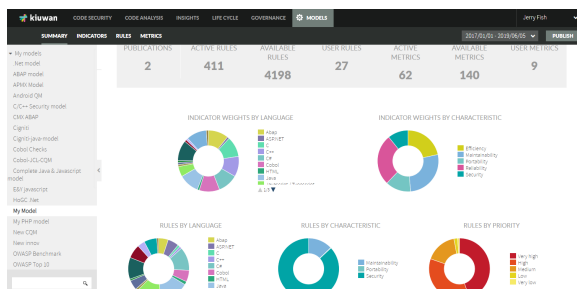 kiuwan CODE SECURITY CODE ANALYSIS INSIGHTS LIFE CYCLE GOVERNANCE MODELS Jerry Fish
SUMMARY INDICATORS RULES METRICS 2017/01/01 - 2019/06/05 PUBLISH
My models
.Net model
ABAP model
APMX Model
Android QM
C/C++ Security model
CMX ABAP
Cigniti
Cigniti-java-model
Cobol Checks
Cobol-JCL-CQM
Complete Java & Javascript
model
E&V Javascript
HoGC .Net
My Model
My PHP model
New CQM
New innox
OWASP Benchmark
OWASP Top 10
PUBLICATIONS
2
ACTIVE RULES
411
AVAILABLE
RULES
4198
USER RULES
27
ACTIVE
METRICS
62
AVAILABLE
METRICS
140
USER METRICS
9
INDICATOR WEIGHTS BY LANGUAGE
Abap
ASP.NET
C
C++
C#
Cobol
HTML
Java
1/3
INDICATOR WEIGHTS BY CHARACTERISTIC
Efficiency
Maintainability
Portability
Reliability
Security
RULES BY LANGUAGE
Abap
ASP.NET
C
C++
C#
Cobol
HTML
Java
RULES BY CHARACTERISTIC
Maintainability
Portability
Security
RULES BY PRIORITY
Very high
High
Medium
Low
Very low